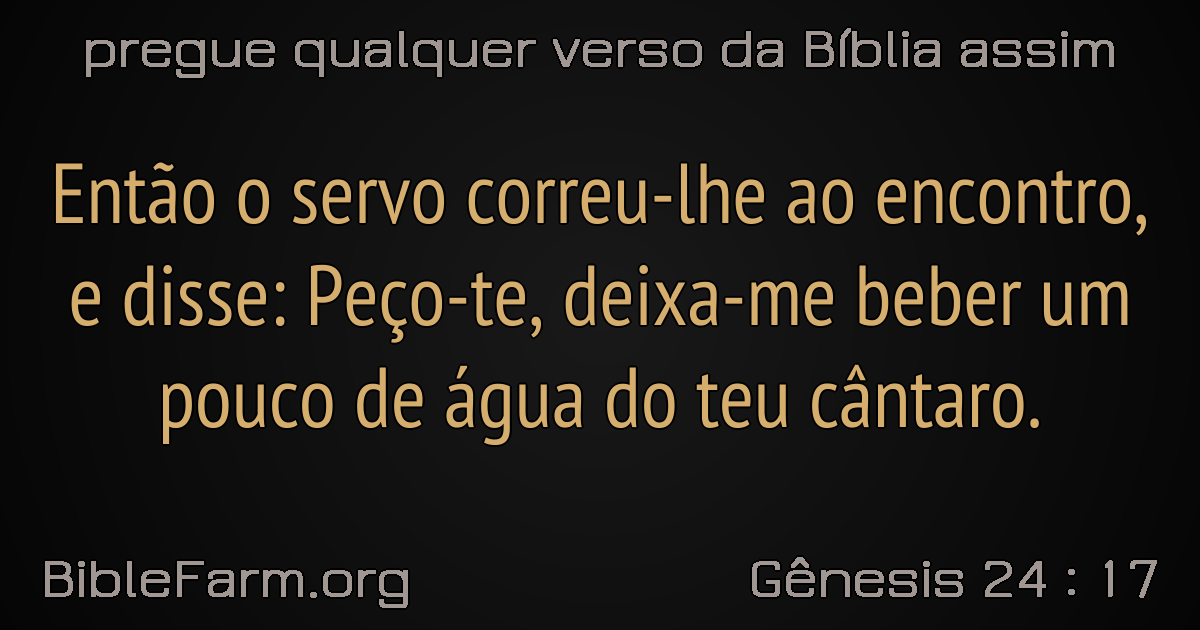 pregue qualquer verso da Bíblia assim
Então o servo correu-lhe ao encontro,
e disse: Peço-te, deixa-me beber um
pouco de água do teu cântaro.
BibleFarm.org
Gênesis 24 : 17